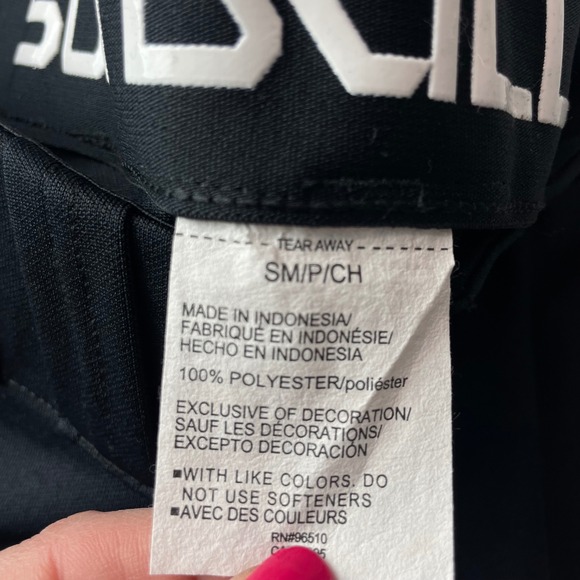 TEAR AWAY
SM/P/CH
MADE IN INDONESIA/
FABRIQUÉ EN INDONÉSIE/
HECHO EN INDONESIA
100% POLYESTER/poliéster
EXCLUSIVE OF DECORATION/
SAUF LES DÉCORATIONS/
EXCEPTO DECORACIÓN
▪WITH LIKE COLORS. DO
NOT USE SOFTENERS
▪AVEC DES COULEURS
RN#96510